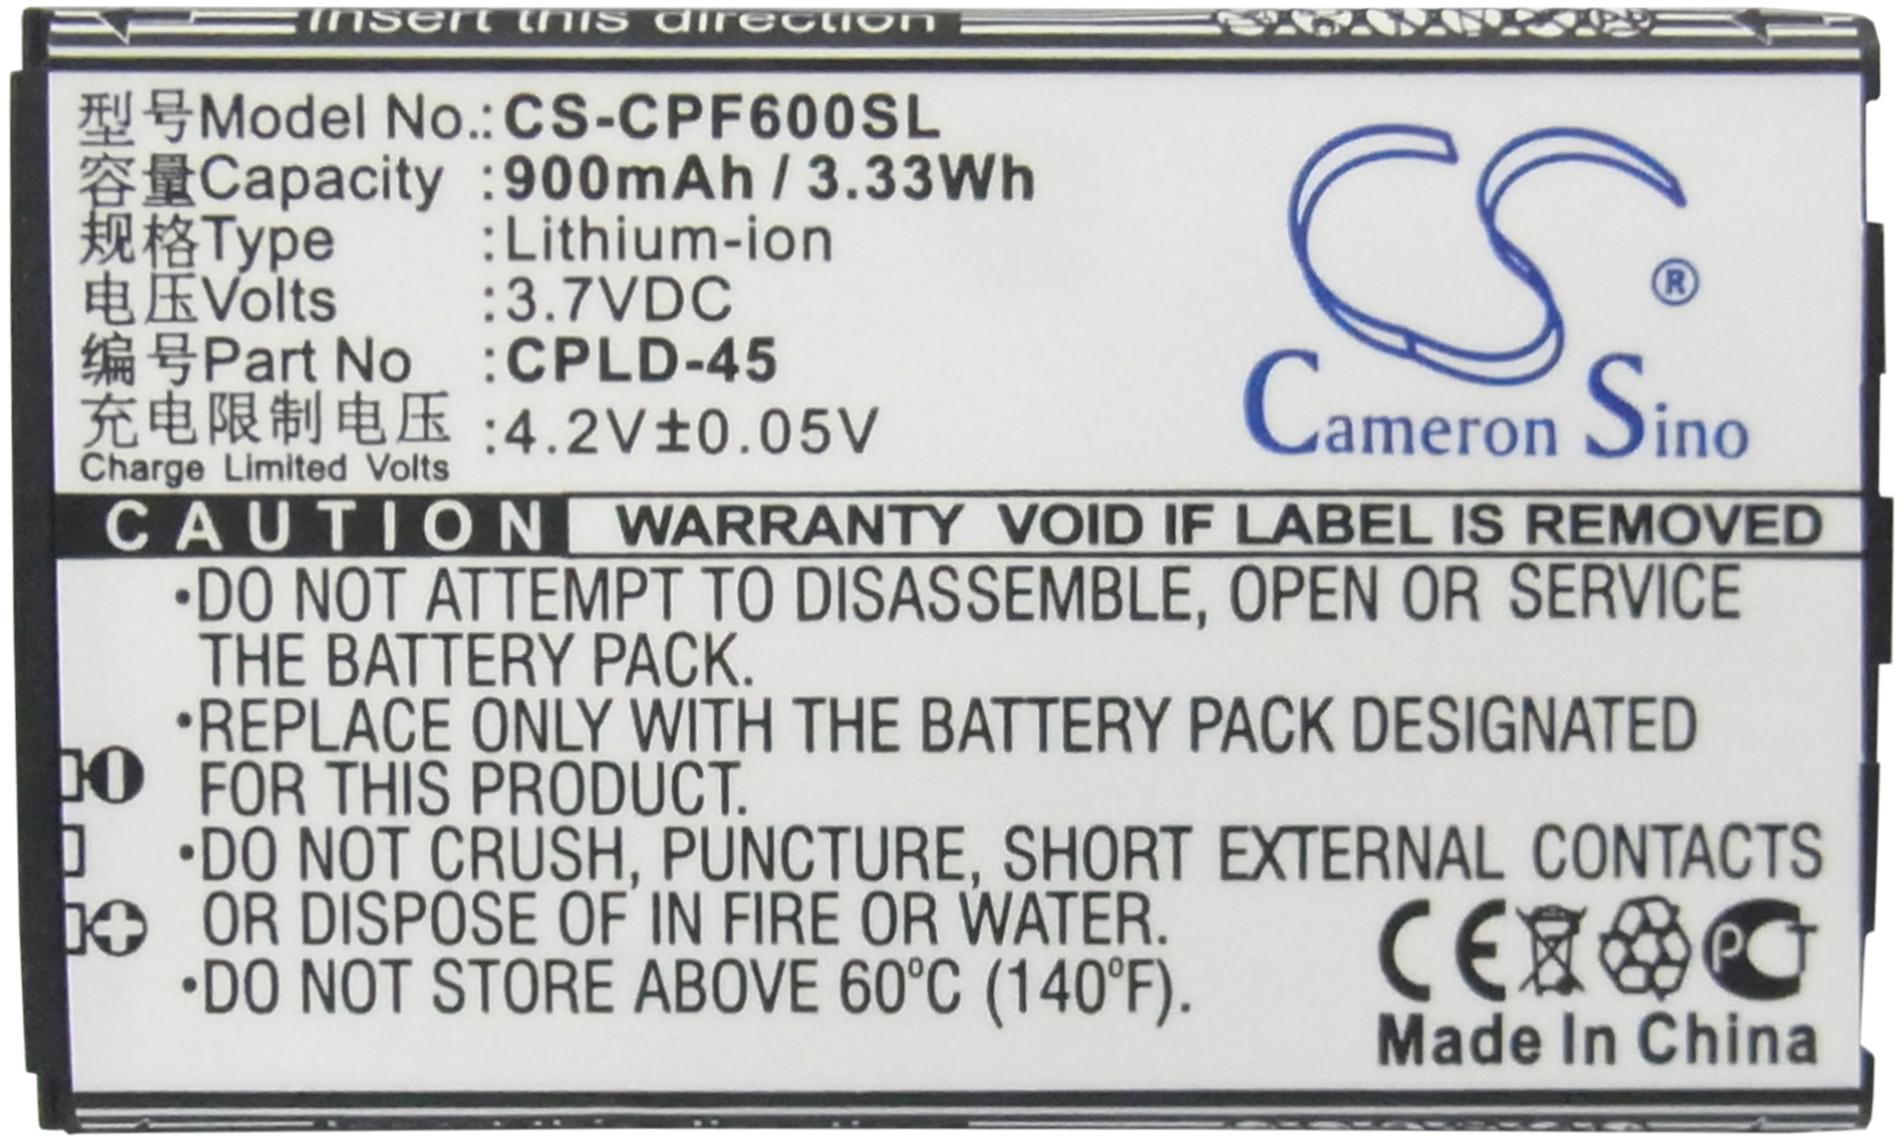 Insert this direction
型号Model No.:CS-CPF600SL
容量Capacity :900mAh / 3.33Wh
规格Type :Lithium-ion
电压Volts :3.7VDC
编号Part No :CPLD-45
充电限制电压 :4.2V±0.05V
Charge Limited Volts
CS ®
Cameron Sino
CAUTION WARRANTY VOID IF LABEL IS REMOVED
•DO NOT ATTEMPT TO DISASSEMBLE, OPEN OR SERVICE
THE BATTERY PACK.
•REPLACE ONLY WITH THE BATTERY PACK DESIGNATED
FOR THIS PRODUCT.
•DO NOT CRUSH, PUNCTURE, SHORT EXTERNAL CONTACTS
OR DISPOSE OF IN FIRE OR WATER.
•DO NOT STORE ABOVE 60°C (140°F).
CE PCT
Made In China